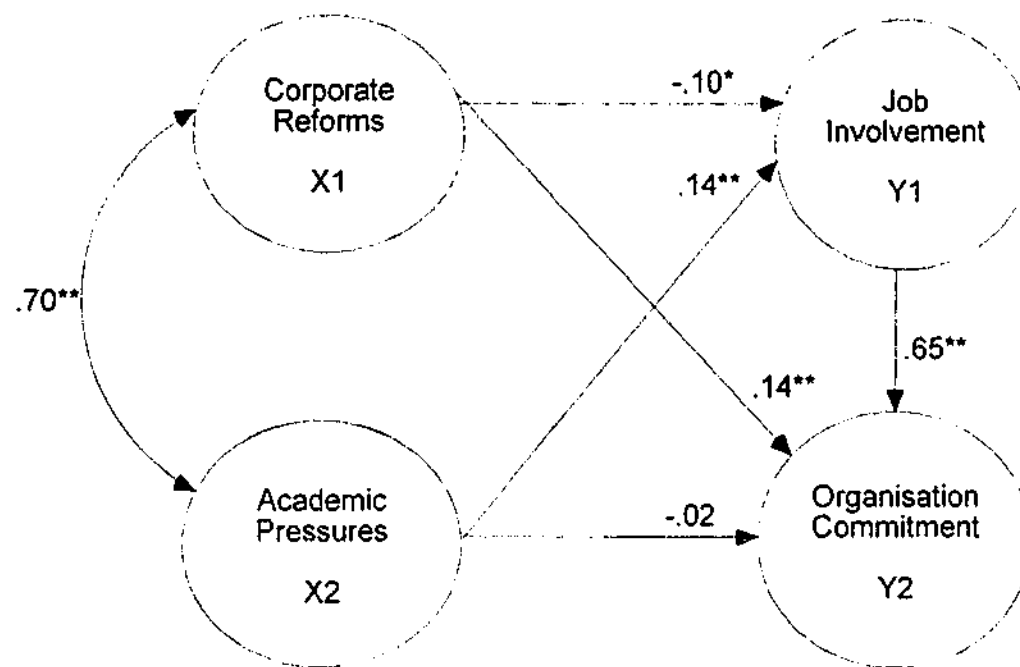 Corporate
Reforms
X1
-.10*
Job
Involvement
Y1
.14**
.70**
.65**
.14**
Academic
Pressures
X2
-.02
Organisation
Commitment
Y2